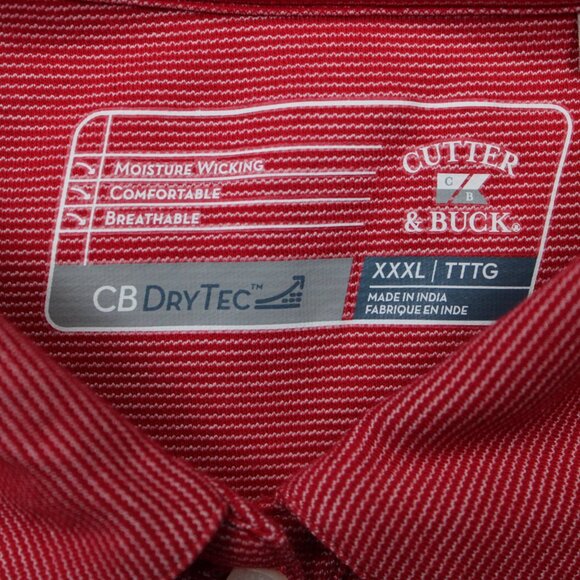 MOISTURE WICKING
COMFORTABLE
BREATHABLE
CUTTER
C
B
& BUCK®
CB DRYTEC™
XXXL | TTTG
MADE IN INDIA
FABRIQUE EN INDE